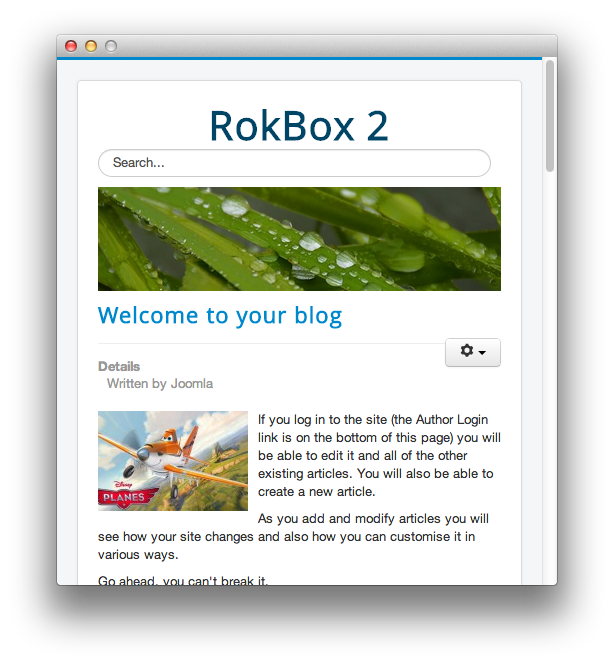 RokBox 2
Search...
Welcome to your blog
Details
Written by Joomla
If you log in to the site (the Author Login
link is on the bottom of this page) you will
be able to edit it and all of the other
existing articles. You will also be able to
create a new article.
Disney
PLANES
As you add and modify articles you will
see how your site changes and also how you can customise it in
various ways.
Go ahead, you can't break it.